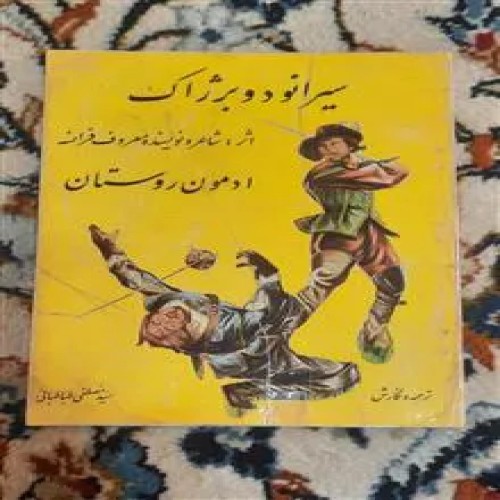 سیرانو دو برژراک
اثر: شاعر و نویسنده معروف فرانسه
ادمون روستان
ترجمه و نگارش
سید مصطفی طباطبائی